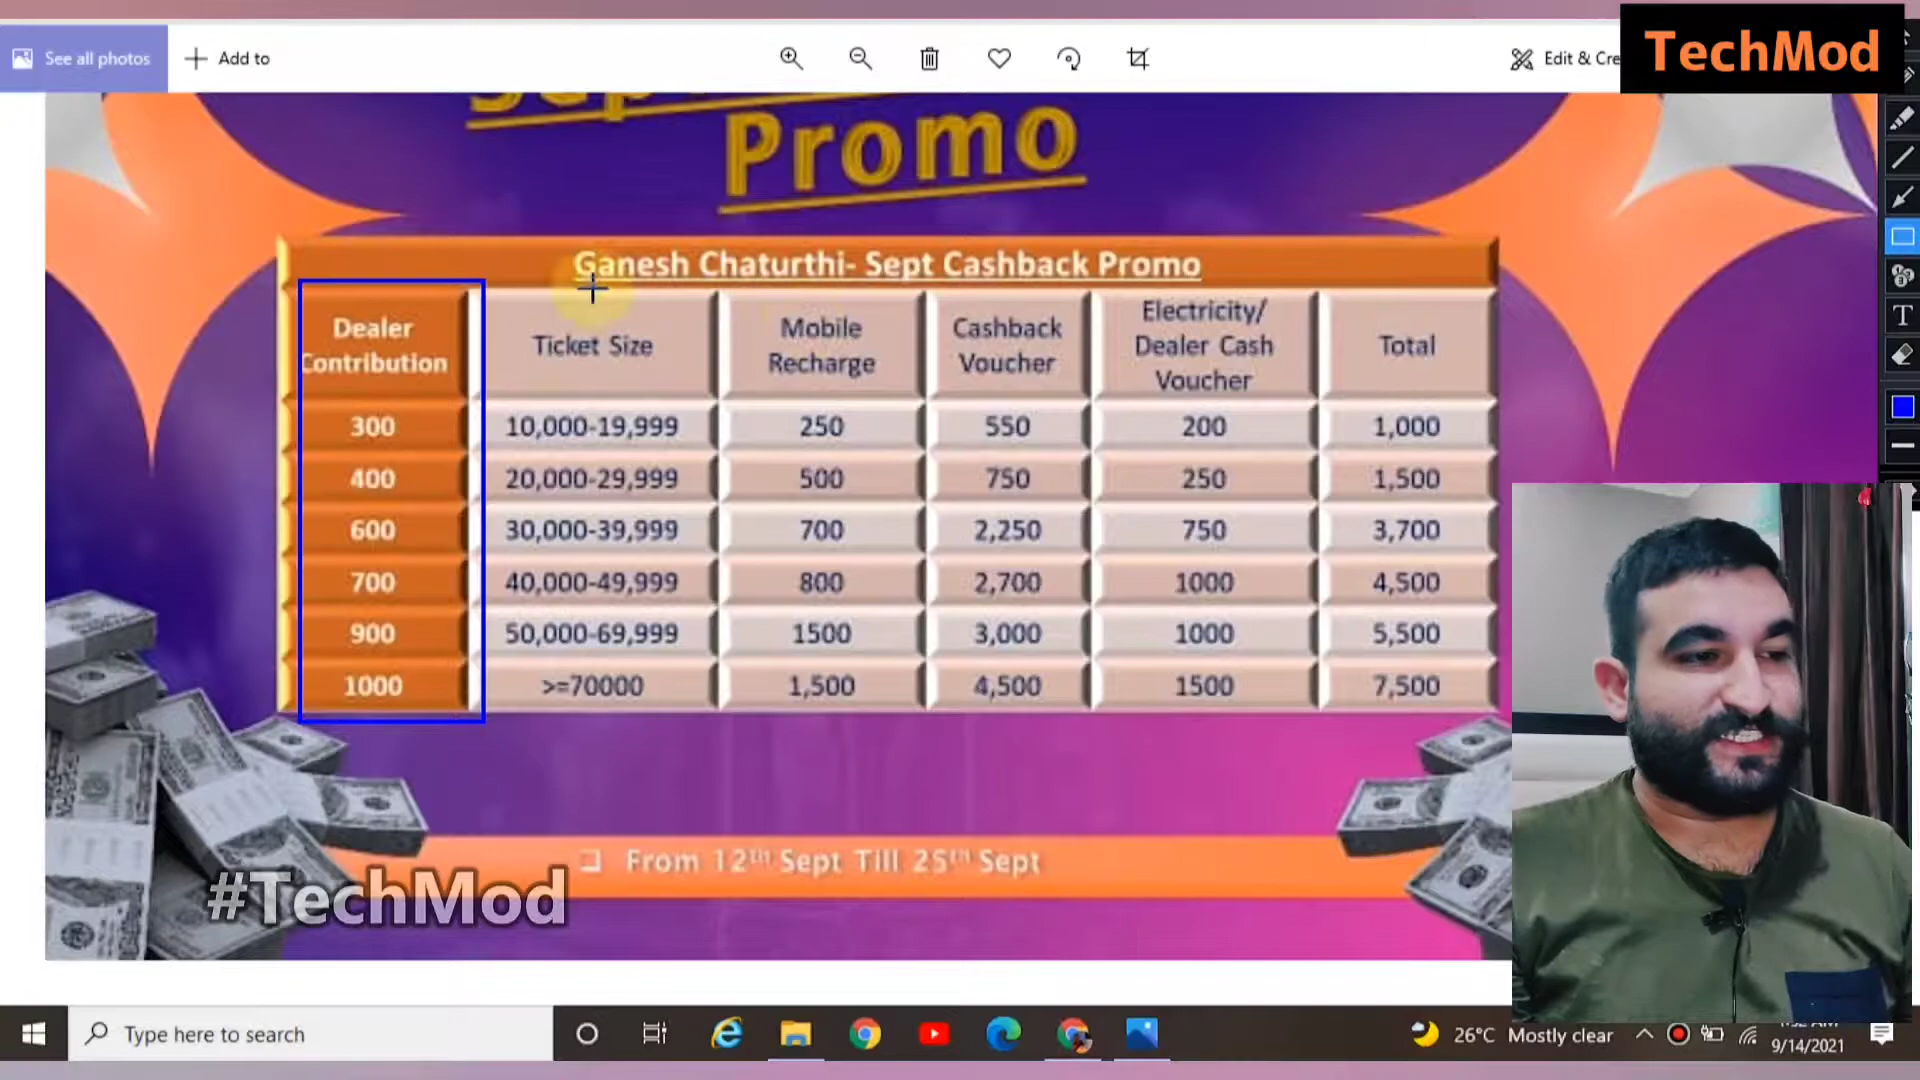 See all photos
Add to
Edit & Cre
TechMod
Promo
Ganesh Chaturthi- Sept Cashback Promo
Dealer Contribution
Ticket Size
Mobile Recharge
Cashback Voucher
Electricity/ Dealer Cash Voucher
Total
300 10,000-19,999 250 550 200 1,000
400 20,000-29,999 500 750 250 1,500
600 30,000-39,999 700 2,250 750 3,700
700 40,000-49,999 800 2,700 1000 4,500
900 50,000-69,999 1500 3,000 1000 5,500
1000 >=70000 1,500 4,500 1500 7,500
From 12th Sept Till 25th Sept
#TechMod
Type here to search
26°C Mostly clear
9/14/2021